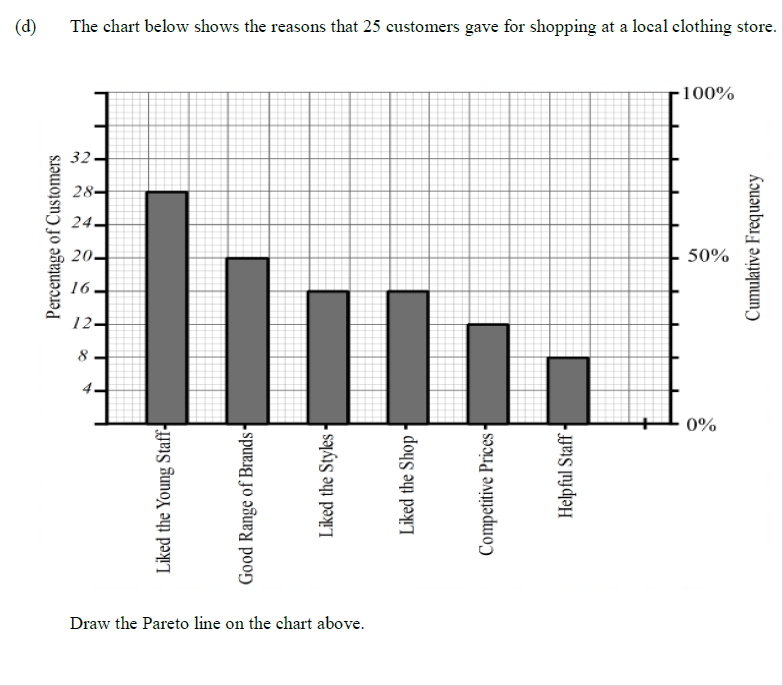 (d) The chart below shows the reasons that 25 customers gave for shopping at a local clothing store.
Percentage of Customers
32
28
24
20
16
12
8
4
100%
50%
0%
Cumulative Frequency
Liked the Young Staff
Good Range of Brands
Liked the Styles
Liked the Shop
Competitive Prices
Helpful Staff
Draw the Pareto line on the chart above.